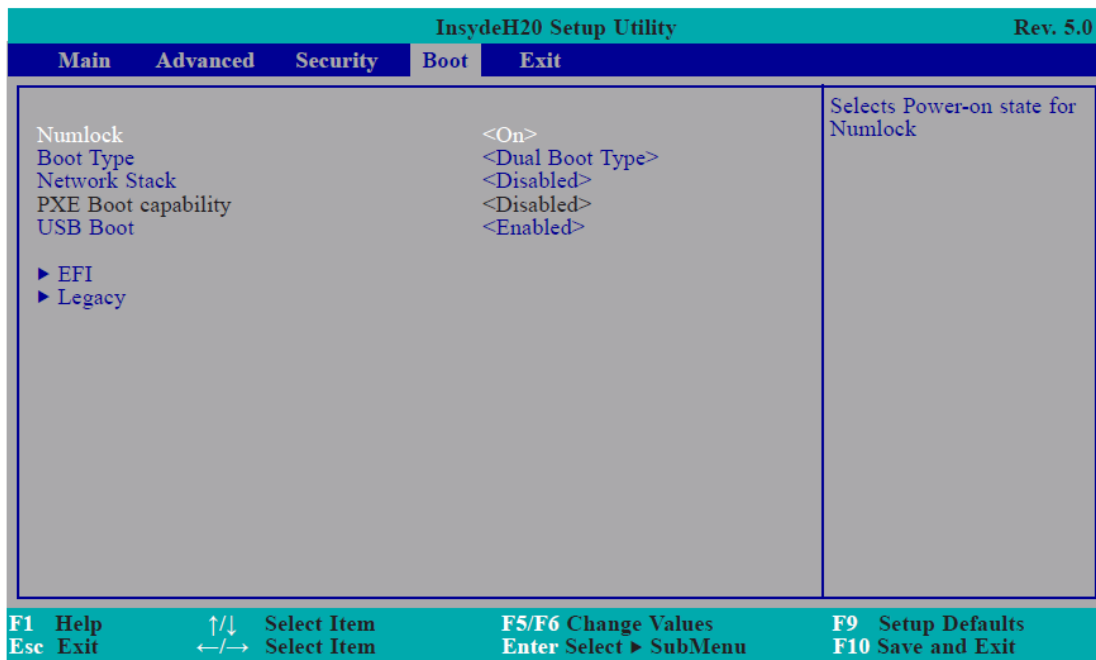 InsydeH20 Setup Utility Rev. 5.0
Main Advanced Security Boot Exit
Numlock <On>
Boot Type <Dual Boot Type>
Network Stack <Disabled>
PXE Boot capability <Disabled>
USB Boot <Enabled>
▶ EFI
▶ Legacy
Selects Power-on state for
Numlock
F1 Help ↑/↓ Select Item F5/F6 Change Values F9 Setup Defaults
Esc Exit ←/→ Select Item Enter Select ▶ SubMenu F10 Save and Exit